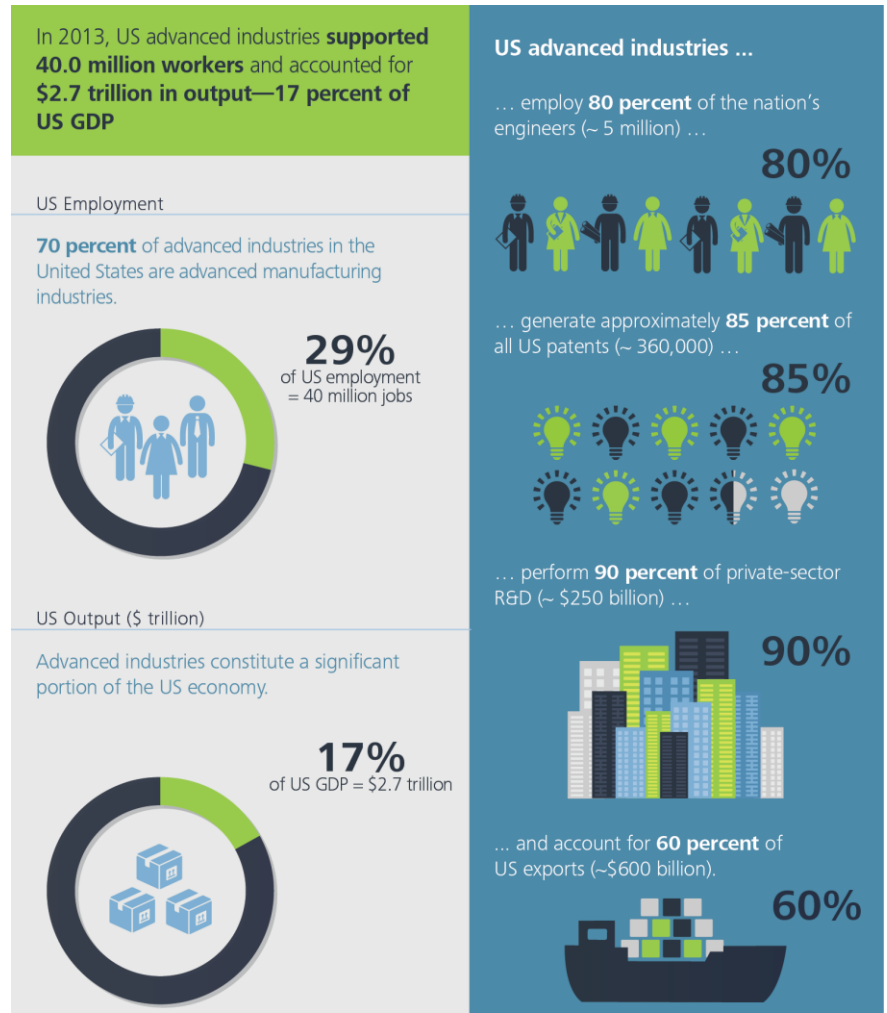 In 2013, US advanced industries supported
40.0 million workers and accounted for
$2.7 trillion in output—17 percent of
US GDP
US Employment
70 percent of advanced industries in the
United States are advanced manufacturing
industries.
29%
of US employment
= 40 million jobs
US Output ($ trillion)
Advanced industries constitute a significant
portion of the US economy.
17%
of US GDP = $2.7 trillion
US advanced industries ...
... employ 80 percent of the nation’s
engineers (~ 5 million) ...
80%
... generate approximately 85 percent of
all US patents (~ 360,000) ...
85%
... perform 90 percent of private-sector
R&D (~ $250 billion) ...
90%
... and account for 60 percent of
US exports (~$600 billion).
60%